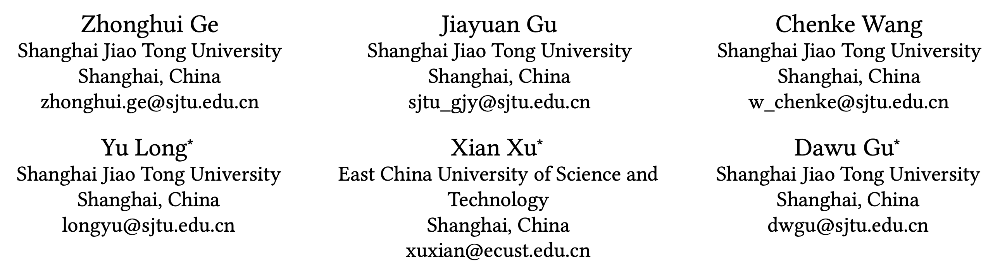 Zhonghui Ge
Shanghai Jiao Tong University
Shanghai, China
zhonghui.ge@sjtu.edu.cn
Jiayuan Gu
Shanghai Jiao Tong University
Shanghai, China
sjtu_gjy@sjtu.edu.cn
Chenke Wang
Shanghai Jiao Tong University
Shanghai, China
w_chenke@sjtu.edu.cn
Yu Long*
Shanghai Jiao Tong University
Shanghai, China
longyu@sjtu.edu.cn
Xian Xu*
East China University of Science and
Technology
Shanghai, China
xuxian@ecust.edu.cn
Dawu Gu*
Shanghai Jiao Tong University
Shanghai, China
dwgu@sjtu.edu.cn